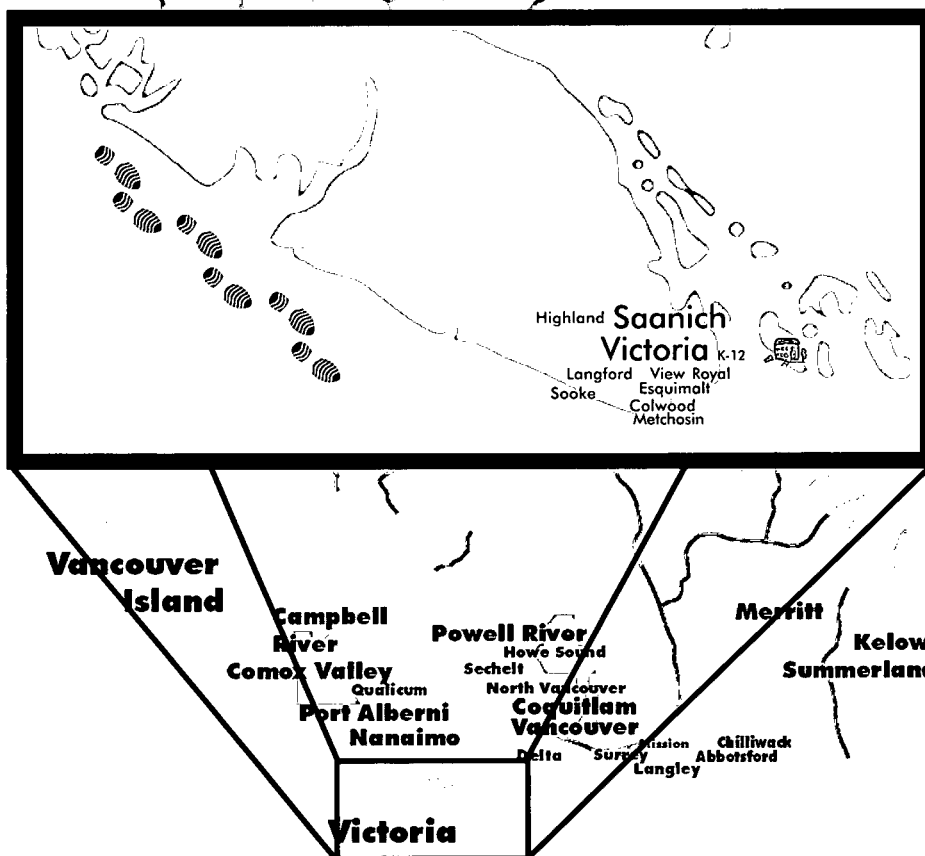 Highland Saanich
Victoria K-12
Langford View Royal
Sooke Esquimalt
Colwood
Metchosin
Vancouver
Island
Campbell
River
Powell River
Merritt
Howe Sound
Kelow
Comox Valley
Sechelt
Summerland
Qualicum
North Vancouver
Port Alberni
Coquitlam
Vancouver
Nanaimo
Delta Surrey Mission Chilliwack
Langley Abbotsford
Victoria